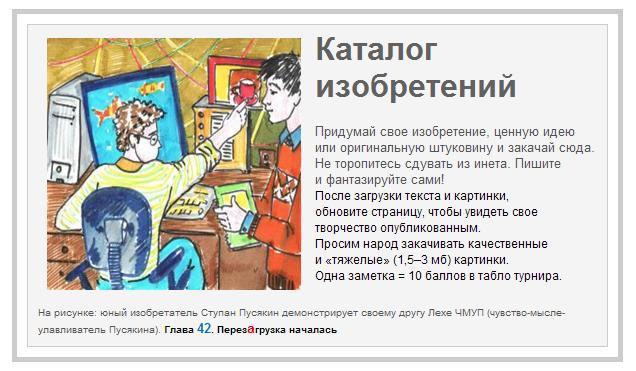 Каталог
изобретений
Придумай свое изобретение, ценную идею
или оригинальную штуковину и закачай сюда.
Не торопитесь сдувать из инета. Пишите
и фантазируйте сами!
После загрузки текста и картинки,
обновите страницу, чтобы увидеть свое
творчество опубликованным.
Просим народ закачивать качественные
и «тяжелые» (1,5–3 мб) картинки.
Одна заметка = 10 баллов в табло турнира.
На рисунке: юный изобретатель Ступан Пусякин демонстрирует своему другу Лехе ЧМУП (чувство-мысле-
улавливатель Пусякина). Глава 42. Перезагрузка началась